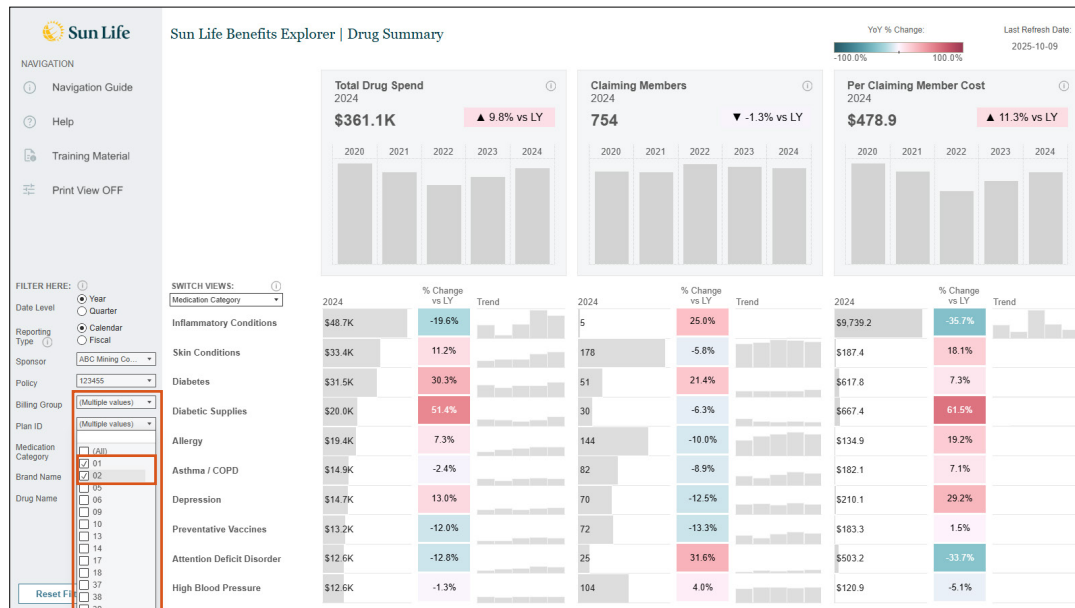 Sun Life
Sun Life Benefits Explorer | Drug Summary
YoY % Change:
-100.0%
100.0%
Last Refresh Date:
2025-10-09
NAVIGATION
Navigation Guide
Help
Training Material
Print View OFF
Total Drug Spend
2024
$361.1K
▲ 9.8% vs LY
2020 2021 2022 2023 2024
Claiming Members
2024
754
▼ -1.3% vs LY
2020 2021 2022 2023 2024
Per Claiming Member Cost
2024
$478.9
▲ 11.3% vs LY
2020 2021 2022 2023 2024
FILTER HERE:
Date Level
Year
Quarter
Reporting Type
Calendar
Fiscal
Sponsor
ABC Mining Co...
Policy
123455
Billing Group
(Multiple values)
Plan ID
(Multiple values)
Medication Category
Brand Name
Drug Name
(All)
01
02
05
06
09
10
13
14
17
18
37
38
Reset Fil
SWITCH VIEWS:
Medication Category
2024 % Change vs LY Trend 2024 % Change vs LY Trend 2024 % Change vs LY Trend
Inflammatory Conditions $48.7K -19.6% 5 25.0% $9,739.2 -35.7%
Skin Conditions $33.4K 11.2% 178 -5.8% $187.4 18.1%
Diabetes $31.5K 30.3% 51 21.4% $617.8 7.3%
Diabetic Supplies $20.0K 51.4% 30 -6.3% $667.4 61.5%
Allergy $19.4K 7.3% 144 -10.0% $134.9 19.2%
Asthma / COPD $14.9K -2.4% 82 -8.9% $182.1 7.1%
Depression $14.7K 13.0% 70 -12.5% $210.1 29.2%
Preventative Vaccines $13.2K -12.0% 72 -13.3% $183.3 1.5%
Attention Deficit Disorder $12.6K -12.8% 25 31.6% $503.2 -33.7%
High Blood Pressure $12.6K -1.3% 104 4.0% $120.9 -5.1%